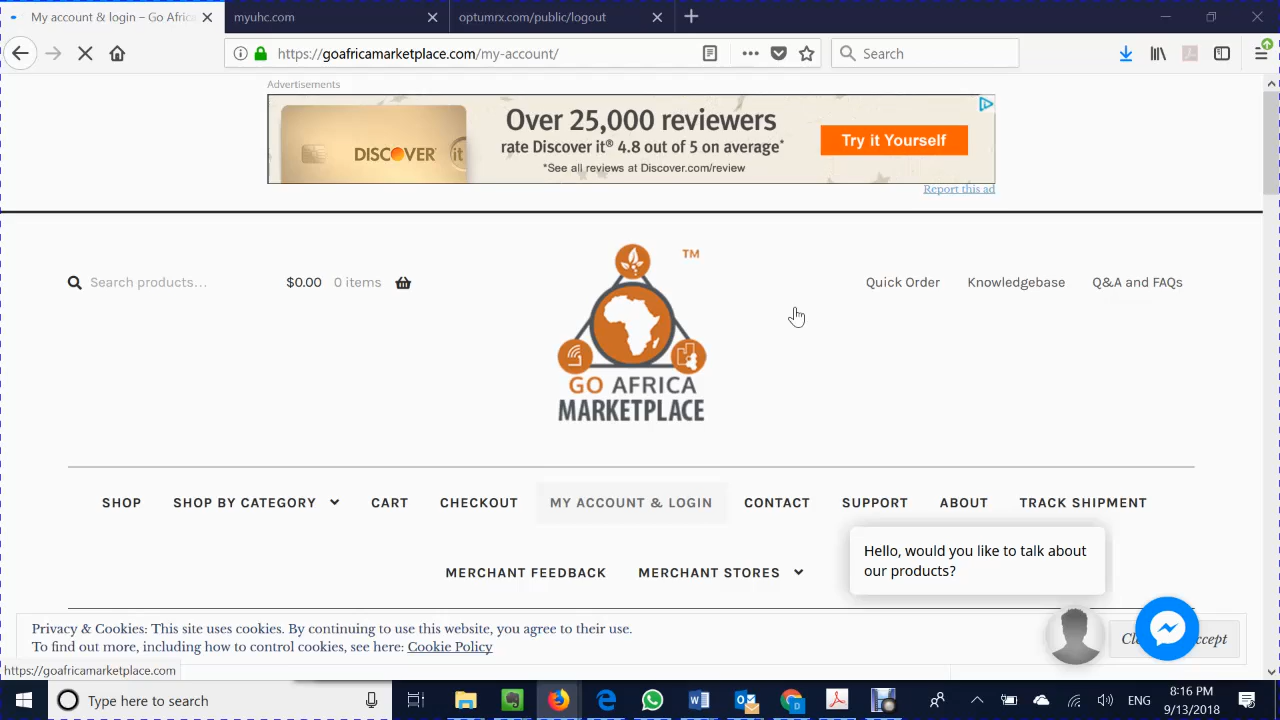 My account & login – Go Afric
myuhc.com
optumrx.com/public/logout
https://goafricamarketplace.com/my-account/
Search
Advertisements
DISCOVER it
Over 25,000 reviewers
rate Discover it® 4.8 out of 5 on average*
*See all reviews at Discover.com/review
Try it Yourself
Report this ad
Search products…
$0.00 0 items
TM
GO AFRICA
MARKETPLACE
Quick Order Knowledgebase Q&A and FAQs
SHOP SHOP BY CATEGORY CART CHECKOUT MY ACCOUNT & LOGIN CONTACT SUPPORT ABOUT TRACK SHIPMENT
MERCHANT FEEDBACK MERCHANT STORES
Hello, would you like to talk about
our products?
Privacy & Cookies: This site uses cookies. By continuing to use this website, you agree to their use.
To find out more, including how to control cookies, see here: Cookie Policy
https://goafricamarketplace.com
Type here to search
ENG
8:16 PM
9/13/2018